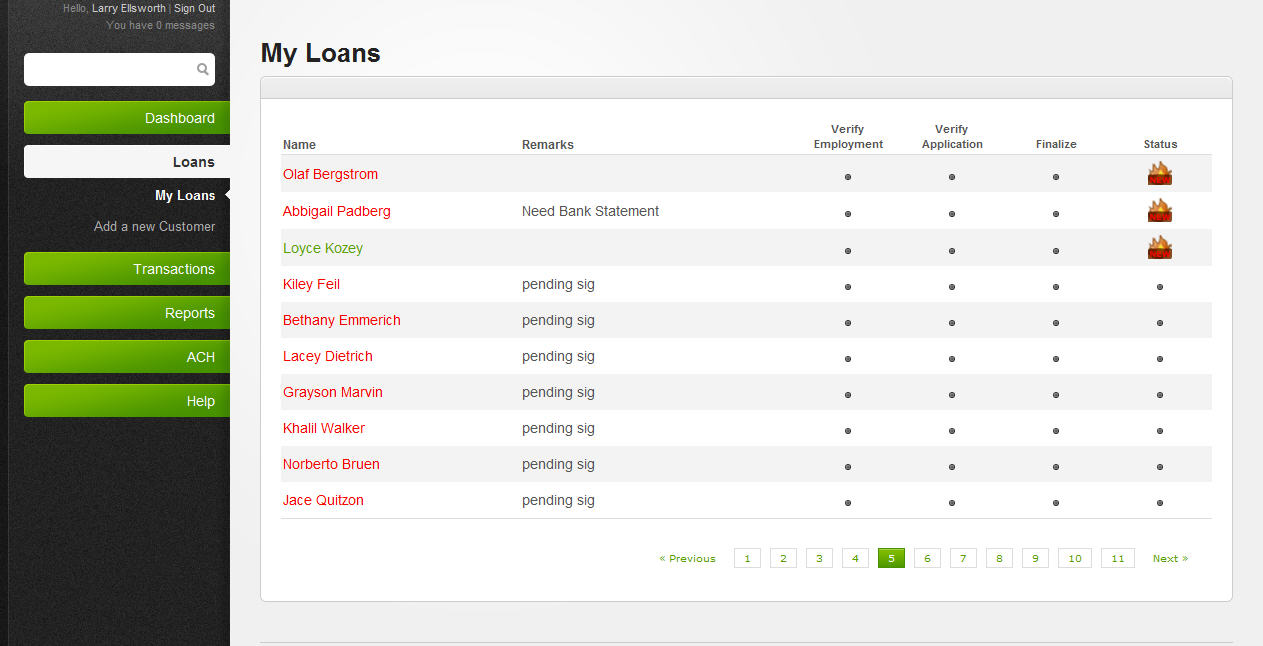 Hello, Larry Ellsworth | Sign Out
You have 0 messages
Dashboard
Loans
My Loans
Add a new Customer
Transactions
Reports
ACH
Help
My Loans
Name Remarks Verify Employment Verify Application Finalize Status
Olaf Bergstrom
Abbigail Padberg Need Bank Statement
Loyce Kozey
Kiley Feil pending sig
Bethany Emmerich pending sig
Lacey Dietrich pending sig
Grayson Marvin pending sig
Khalil Walker pending sig
Norberto Bruen pending sig
Jace Quitzon pending sig
« Previous 1 2 3 4 5 6 7 8 9 10 11 Next »